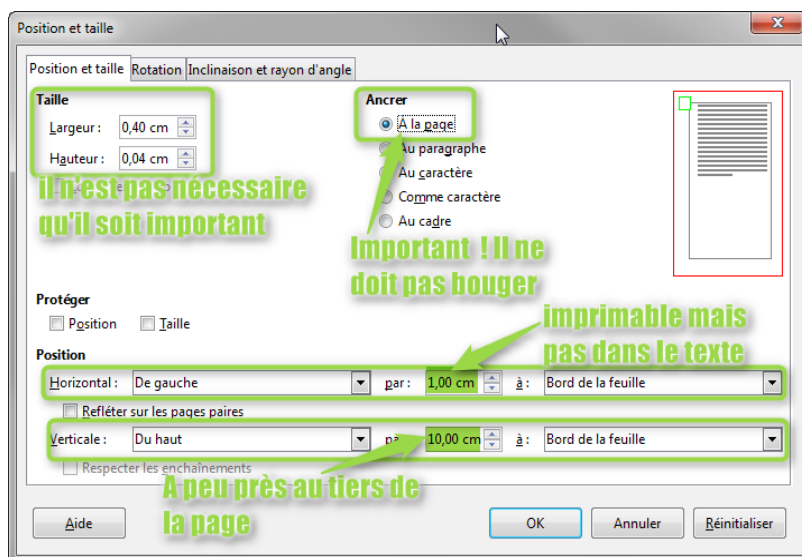 Position et taille
Position et taille Rotation Inclinaison et rayon d'angle
Taille
Largeur : 0,40 cm
Hauteur : 0,04 cm
il n'est pas nécessaire
qu'il soit important
Ancrer
À la page
Au paragraphe
Au caractère
Comme caractère
Au cadre
Important ! Il ne
doit pas bouger
Protéger
Position Taille
imprimable mais
pas dans le texte
Position
Horizontal : De gauche par : 1,00 cm à : Bord de la feuille
Refléter sur les pages paires
Verticale : Du haut pa 10,00 cm à : Bord de la feuille
Respecter les enchaînements
A peu près au tiers de
la page
Aide OK Annuler Réinitialiser